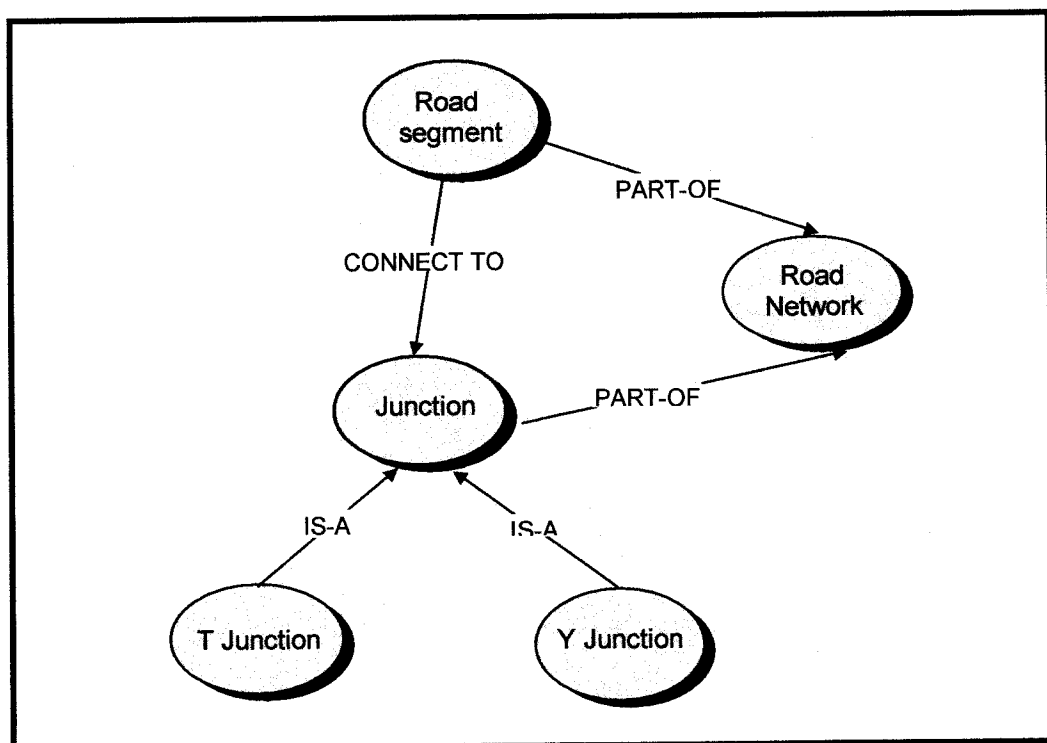 Road
segment
PART-OF
CONNECT TO
Road
Network
Junction
PART-OF
IS-A
IS-A
T Junction
Y Junction